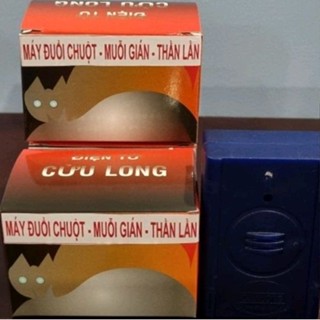 CỬU LONG
ĐIỆN TỬ
MÁY ĐUỔI CHUỘT - MUỖI GIÁN - THẰN LẰN
ĐIỆN TỬ
CỬU LONG
MÁY ĐUỔI CHUỘT - MUỖI GIÁN - THẰN LẰN